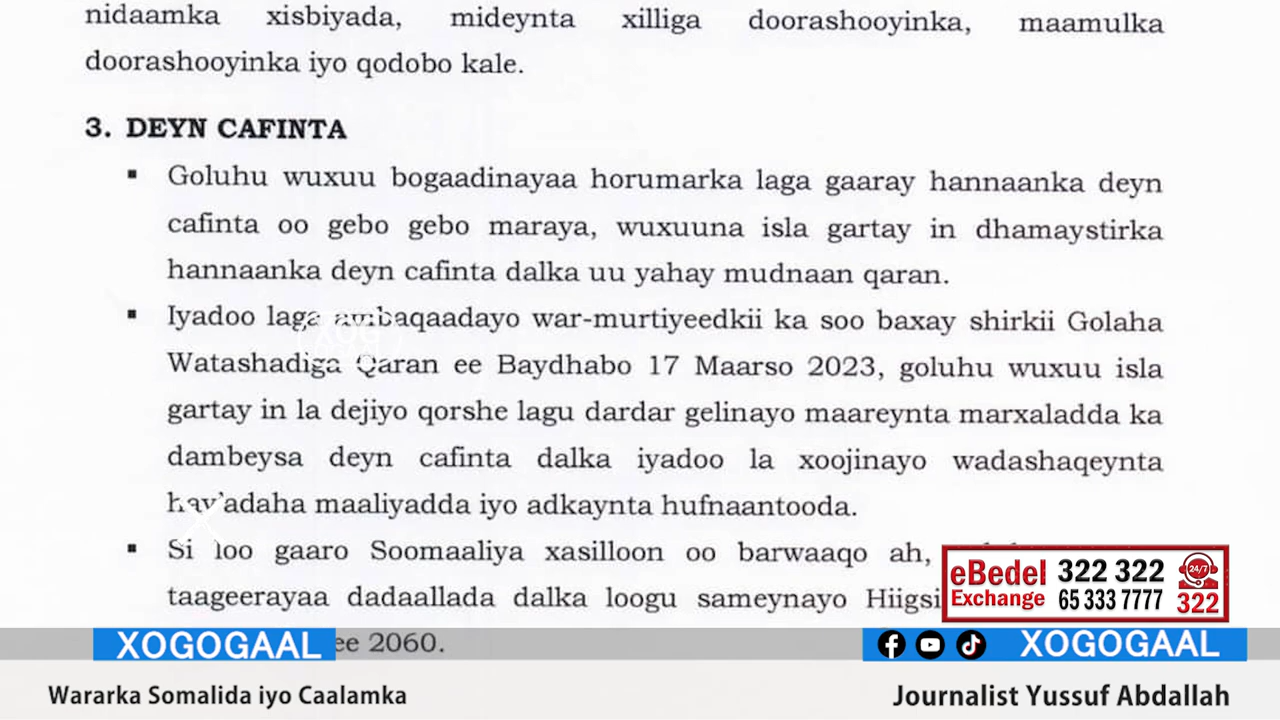 nidaamka xisbiyada, mideynta xilliga doorashooyinka, maamulka
doorashooyinka iyo qodobo kale.
3. DEYN CAFINTA
▪ Goluhu wuxuu bogaadinayaa horumarka laga gaaray hannaanka deyn
cafinta oo gebo gebo maraya, wuxuuna isla gartay in dhamaystirka
hannaanka deyn cafinta dalka uu yahay mudnaan qaran.
▪ Iyadoo laga ambaqaadayo war-murtiyeedkii ka soo baxay shirkii Golaha
Watashadiga Qaran ee Baydhabo 17 Maarso 2023, goluhu wuxuu isla
gartay in la dejiyo qorshe lagu dardar gelinayo maareynta marxaladda ka
dambeysa deyn cafinta dalka iyadoo la xoojinayo wadashaqeynta
hay'adaha maaliyadda iyo adkaynta hufnaantooda.
▪ Si loo gaaro Soomaaliya xasilloon oo barwaaqo ah,
taageerayaa dadaallada dalka loogu sameynayo
ee 2060.
eBedel Exchange
322 322
65 333 7777
24/7
322
XOGOGAAL
XOGOGAAL
Wararka Somalida iyo Caalamka
Journalist Yussuf Abdallah